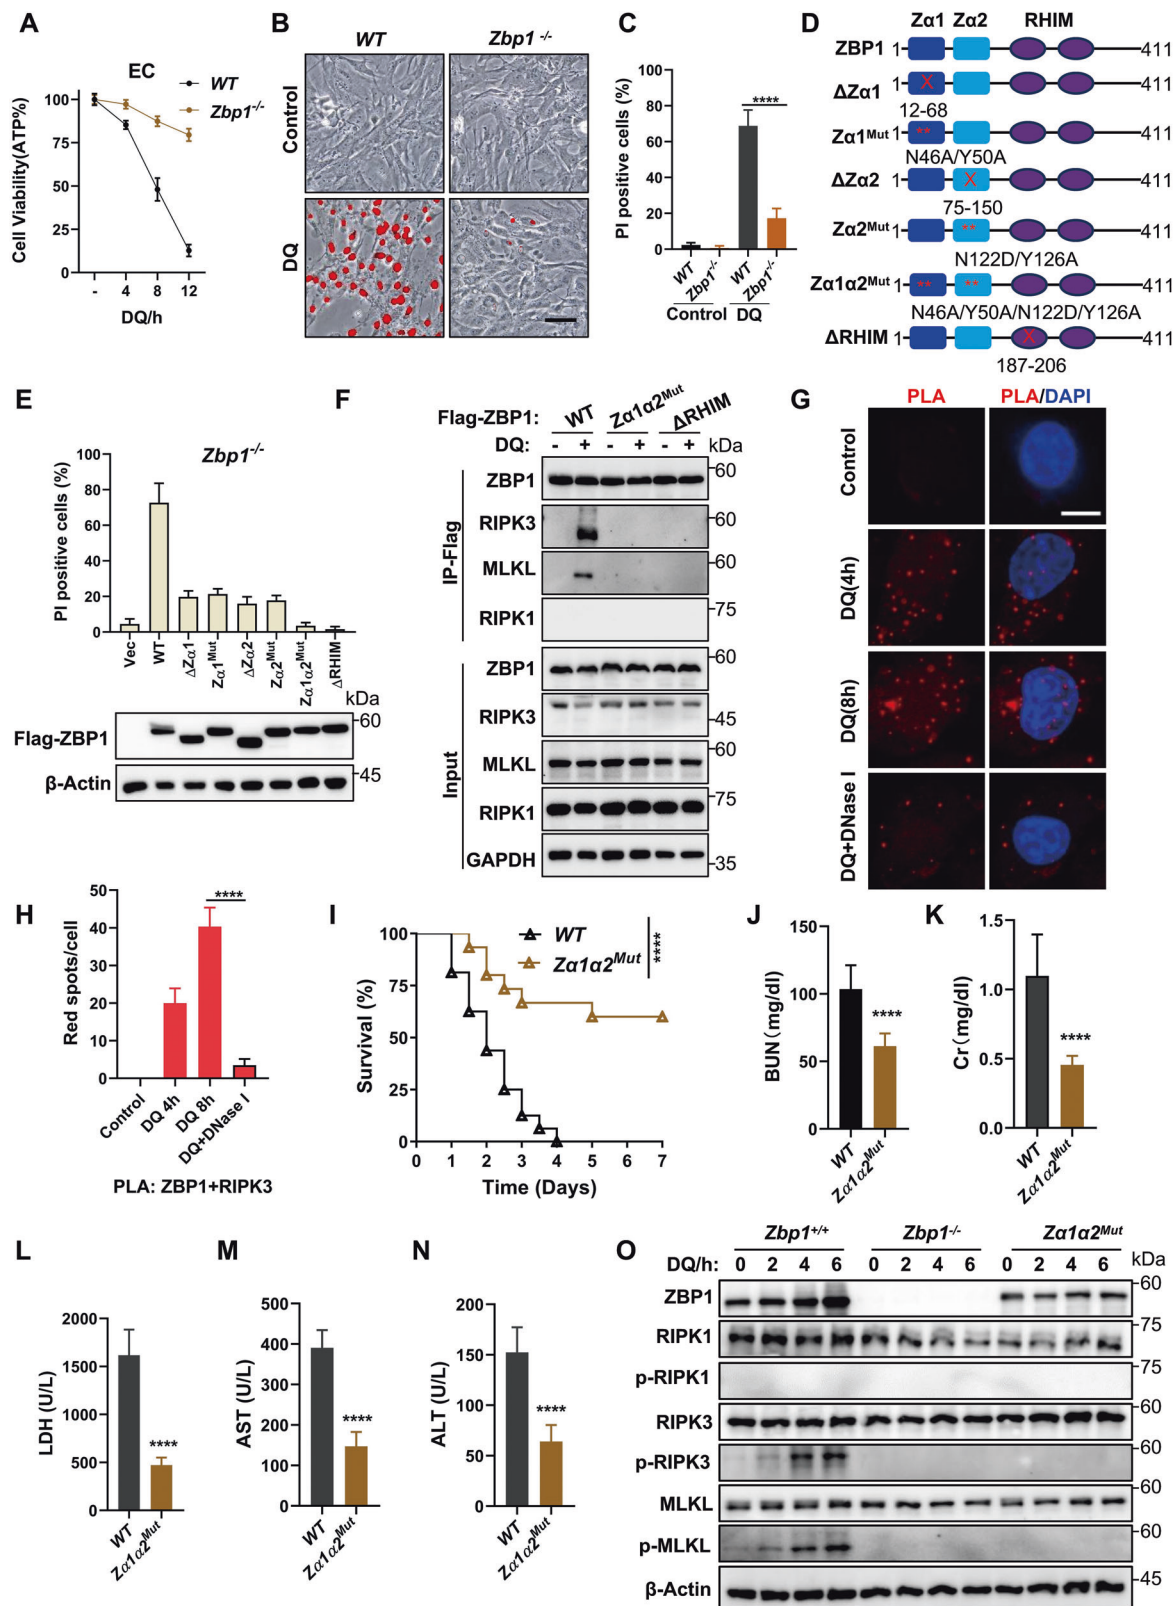 A
EC
WT
Zbp1-/-
Cell Viability(ATP%)
100
75
50
25
0
- 4 8 12
DQ/h
B
WT Zbp1 -/-
Control
DQ
C
PI positive cells (%)
100
80
60
40
20
0
****
WT Zbp1-/- WT Zbp1-/-
Control DQ
D
Zα1 Zα2 RHIM
ZBP1 1 411
ΔZα1 1 X 411
12-68
Zα1Mut 1 ** 411
N46A/Y50A
ΔZα2 1 X 411
75-150
Zα2Mut 1 ** 411
N122D/Y126A
Zα1α2Mut 1 ** ** 411
N46A/Y50A/N122D/Y126A
ΔRHIM 1 X 411
187-206
E
Zbp1-/-
PI positive cells (%)
100
80
60
40
20
0
Vec WT ΔZα1 Zα1Mut ΔZα2 Zα2Mut Zα1α2Mut ΔRHIM
kDa
Flag-ZBP1 60
β-Actin 45
F
Flag-ZBP1: WT Zα1α2Mut ΔRHIM
DQ: - + - + - + kDa
IP-Flag
ZBP1 60
RIPK3 60
MLKL 60
RIPK1 75
Input
ZBP1 60
RIPK3 45
MLKL 60
RIPK1 75
GAPDH 35
G
PLA PLA/DAPI
Control
DQ(4h)
DQ(8h)
DQ+DNase I
H
Red spots/cell
50
40
30
20
10
0
****
Control DQ 4h DQ 8h DQ+DNase I
PLA: ZBP1+RIPK3
I
Survival (%)
100
75
50
25
0
WT
Zα1α2Mut
****
0 1 2 3 4 5 6 7
Time (Days)
J
BUN (mg/dl)
150
100
50
0
****
WT Zα1α2Mut
K
Cr (mg/dl)
1.5
1.0
0.5
0.0
****
WT Zα1α2Mut
L
LDH (U/L)
2000
1500
1000
500
0
****
WT Zα1α2Mut
M
AST (U/L)
500
400
300
200
100
0
****
WT Zα1α2Mut
N
ALT (U/L)
200
150
100
50
0
****
WT Zα1α2Mut
O
Zbp1+/+ Zbp1-/- Zα1α2Mut
DQ/h: 0 2 4 6 0 2 4 6 0 2 4 6 kDa
ZBP1 60
RIPK1 75
p-RIPK1 75
RIPK3 60
p-RIPK3 60
MLKL 60
p-MLKL 60
β-Actin 45